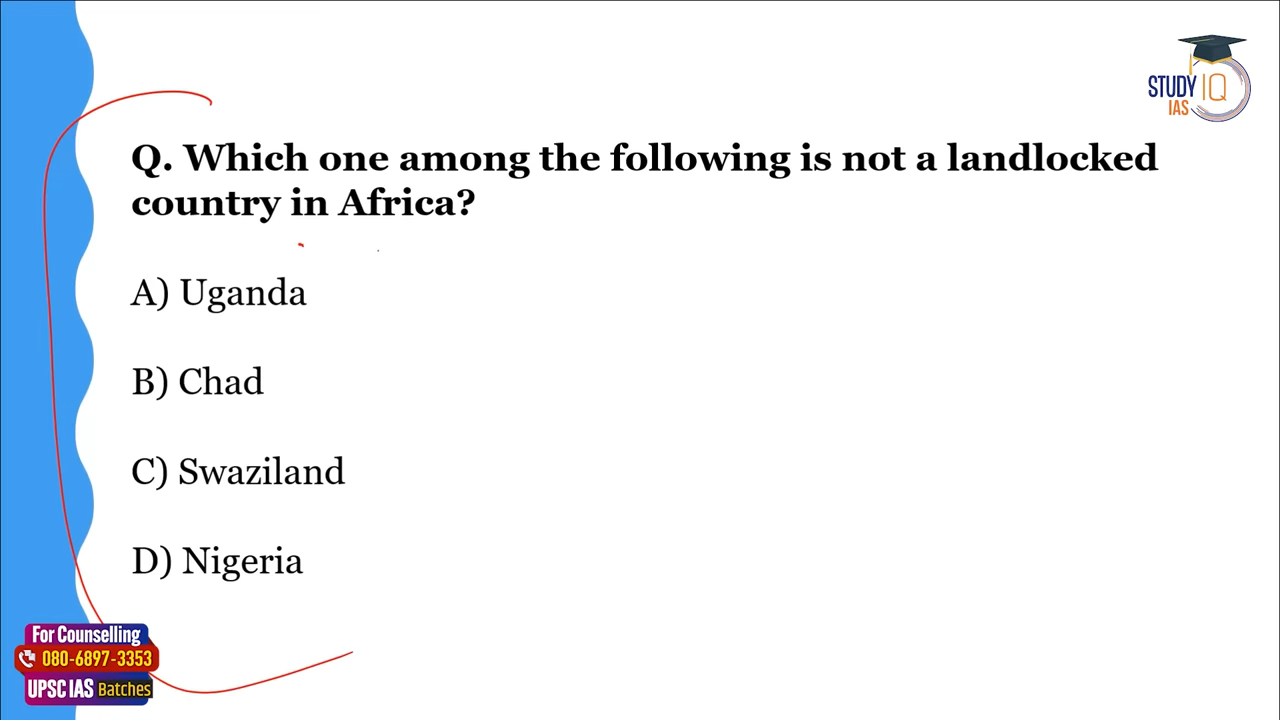 STUDY IQ
IAS
Q. Which one among the following is not a landlocked
country in Africa?
A) Uganda
B) Chad
C) Swaziland
D) Nigeria
For Counselling
080-6897-3353
UPSC IAS Batches